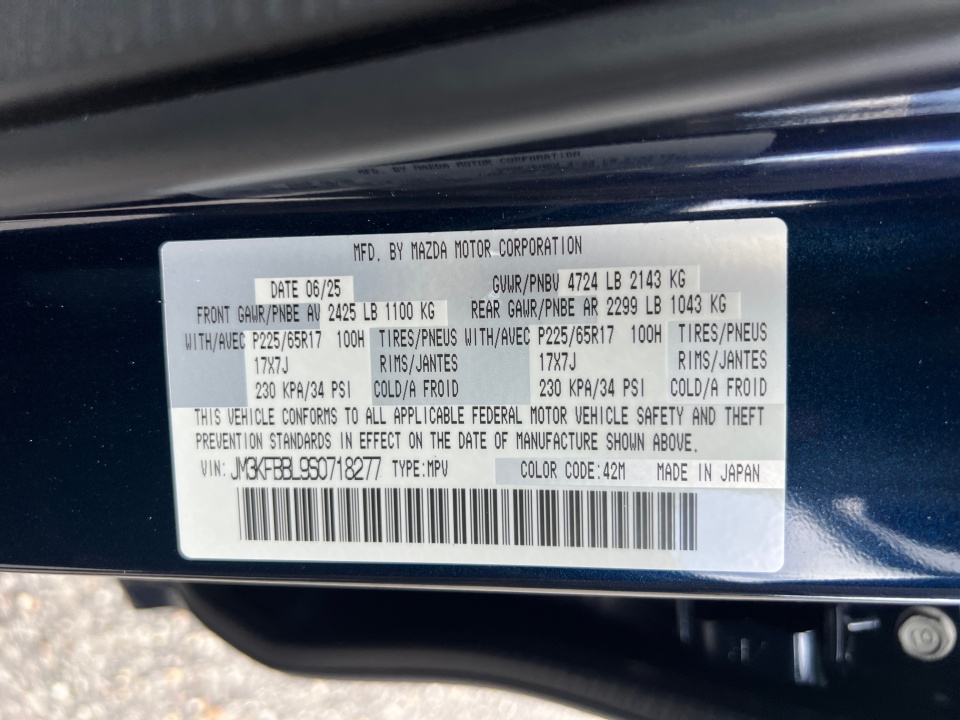 MFD. BY MAZDA MOTOR CORPORATION
DATE 06/25 GVWR/PNBV 4724 LB 2143 KG
FRONT GAWR/PNBE AV 2425 LB 1100 KG REAR GAWR/PNBE AR 2299 LB 1043 KG
WITH/AVEC P225/65R17 100H TIRES/PNEUS WITH/AVEC P225/65R17 100H TIRES/PNEUS
17X7J RIMS/JANTES 17X7J RIMS/JANTES
230 KPA/34 PSI COLD/A FROID 230 KPA/34 PSI COLD/A FROID
THIS VEHICLE CONFORMS TO ALL APPLICABLE FEDERAL MOTOR VEHICLE SAFETY AND THEFT
PREVENTION STANDARDS IN EFFECT ON THE DATE OF MANUFACTURE SHOWN ABOVE.
VIN: JM3KFBBL9S0718277 TYPE:MPV COLOR CODE:42M MADE IN JAPAN